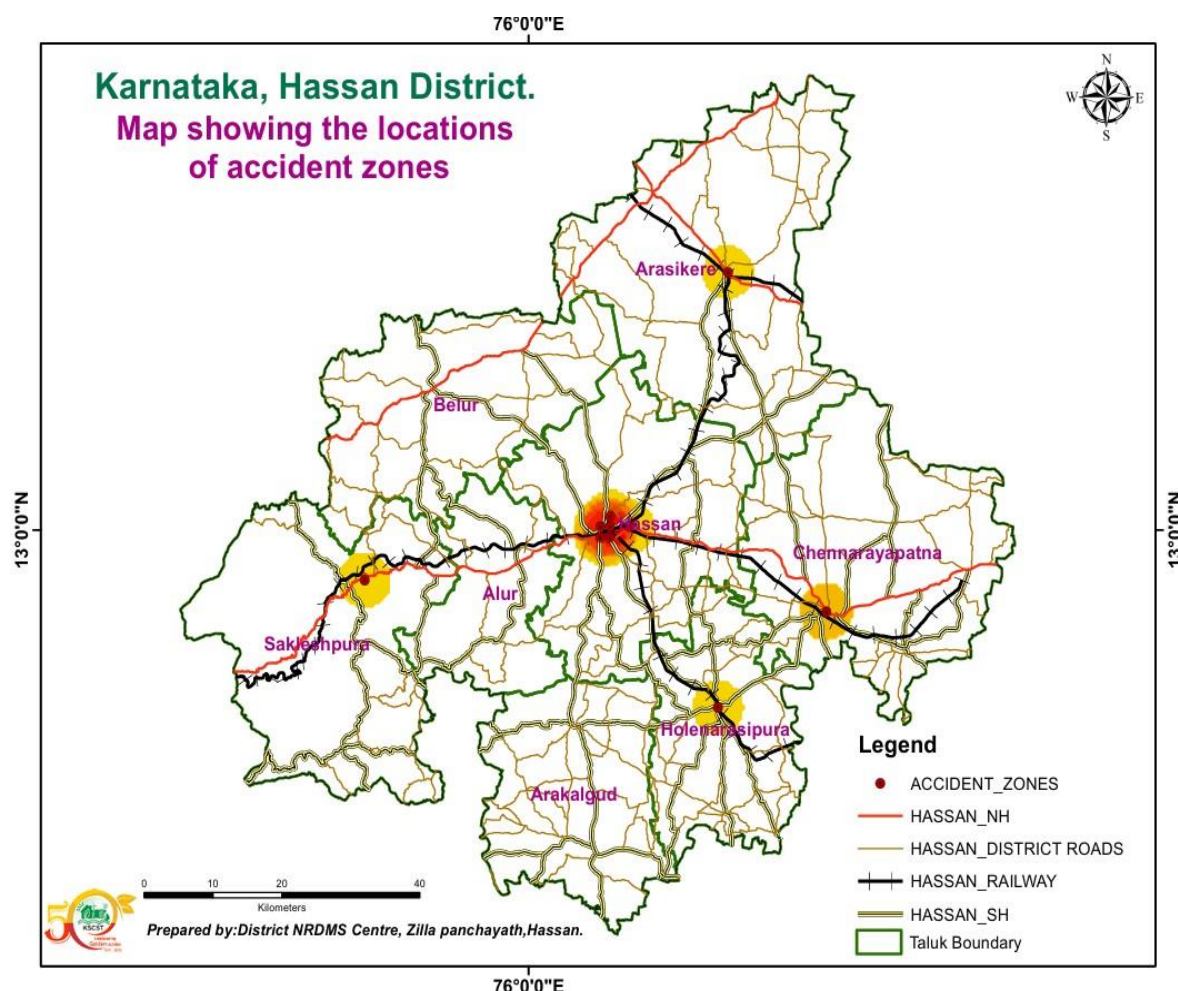 76°0'0"E
Karnataka, Hassan District.
Map showing the locations
of accident zones
N
W
E
S
Arasikere
Belur
13°0'0"N
13°0'0"N
Hassan
Chennarayapatna
Alur
Sakleshpura
Holenarasipura
Arakalgud
Legend
ACCIDENT_ZONES
HASSAN_NH
HASSAN_DISTRICT ROADS
HASSAN_RAILWAY
HASSAN_SH
Taluk Boundary
0 10 20 40
Kilometers
50
KSCST
Prepared by:District NRDMS Centre, Zilla panchayath,Hassan.
76°0'0"E